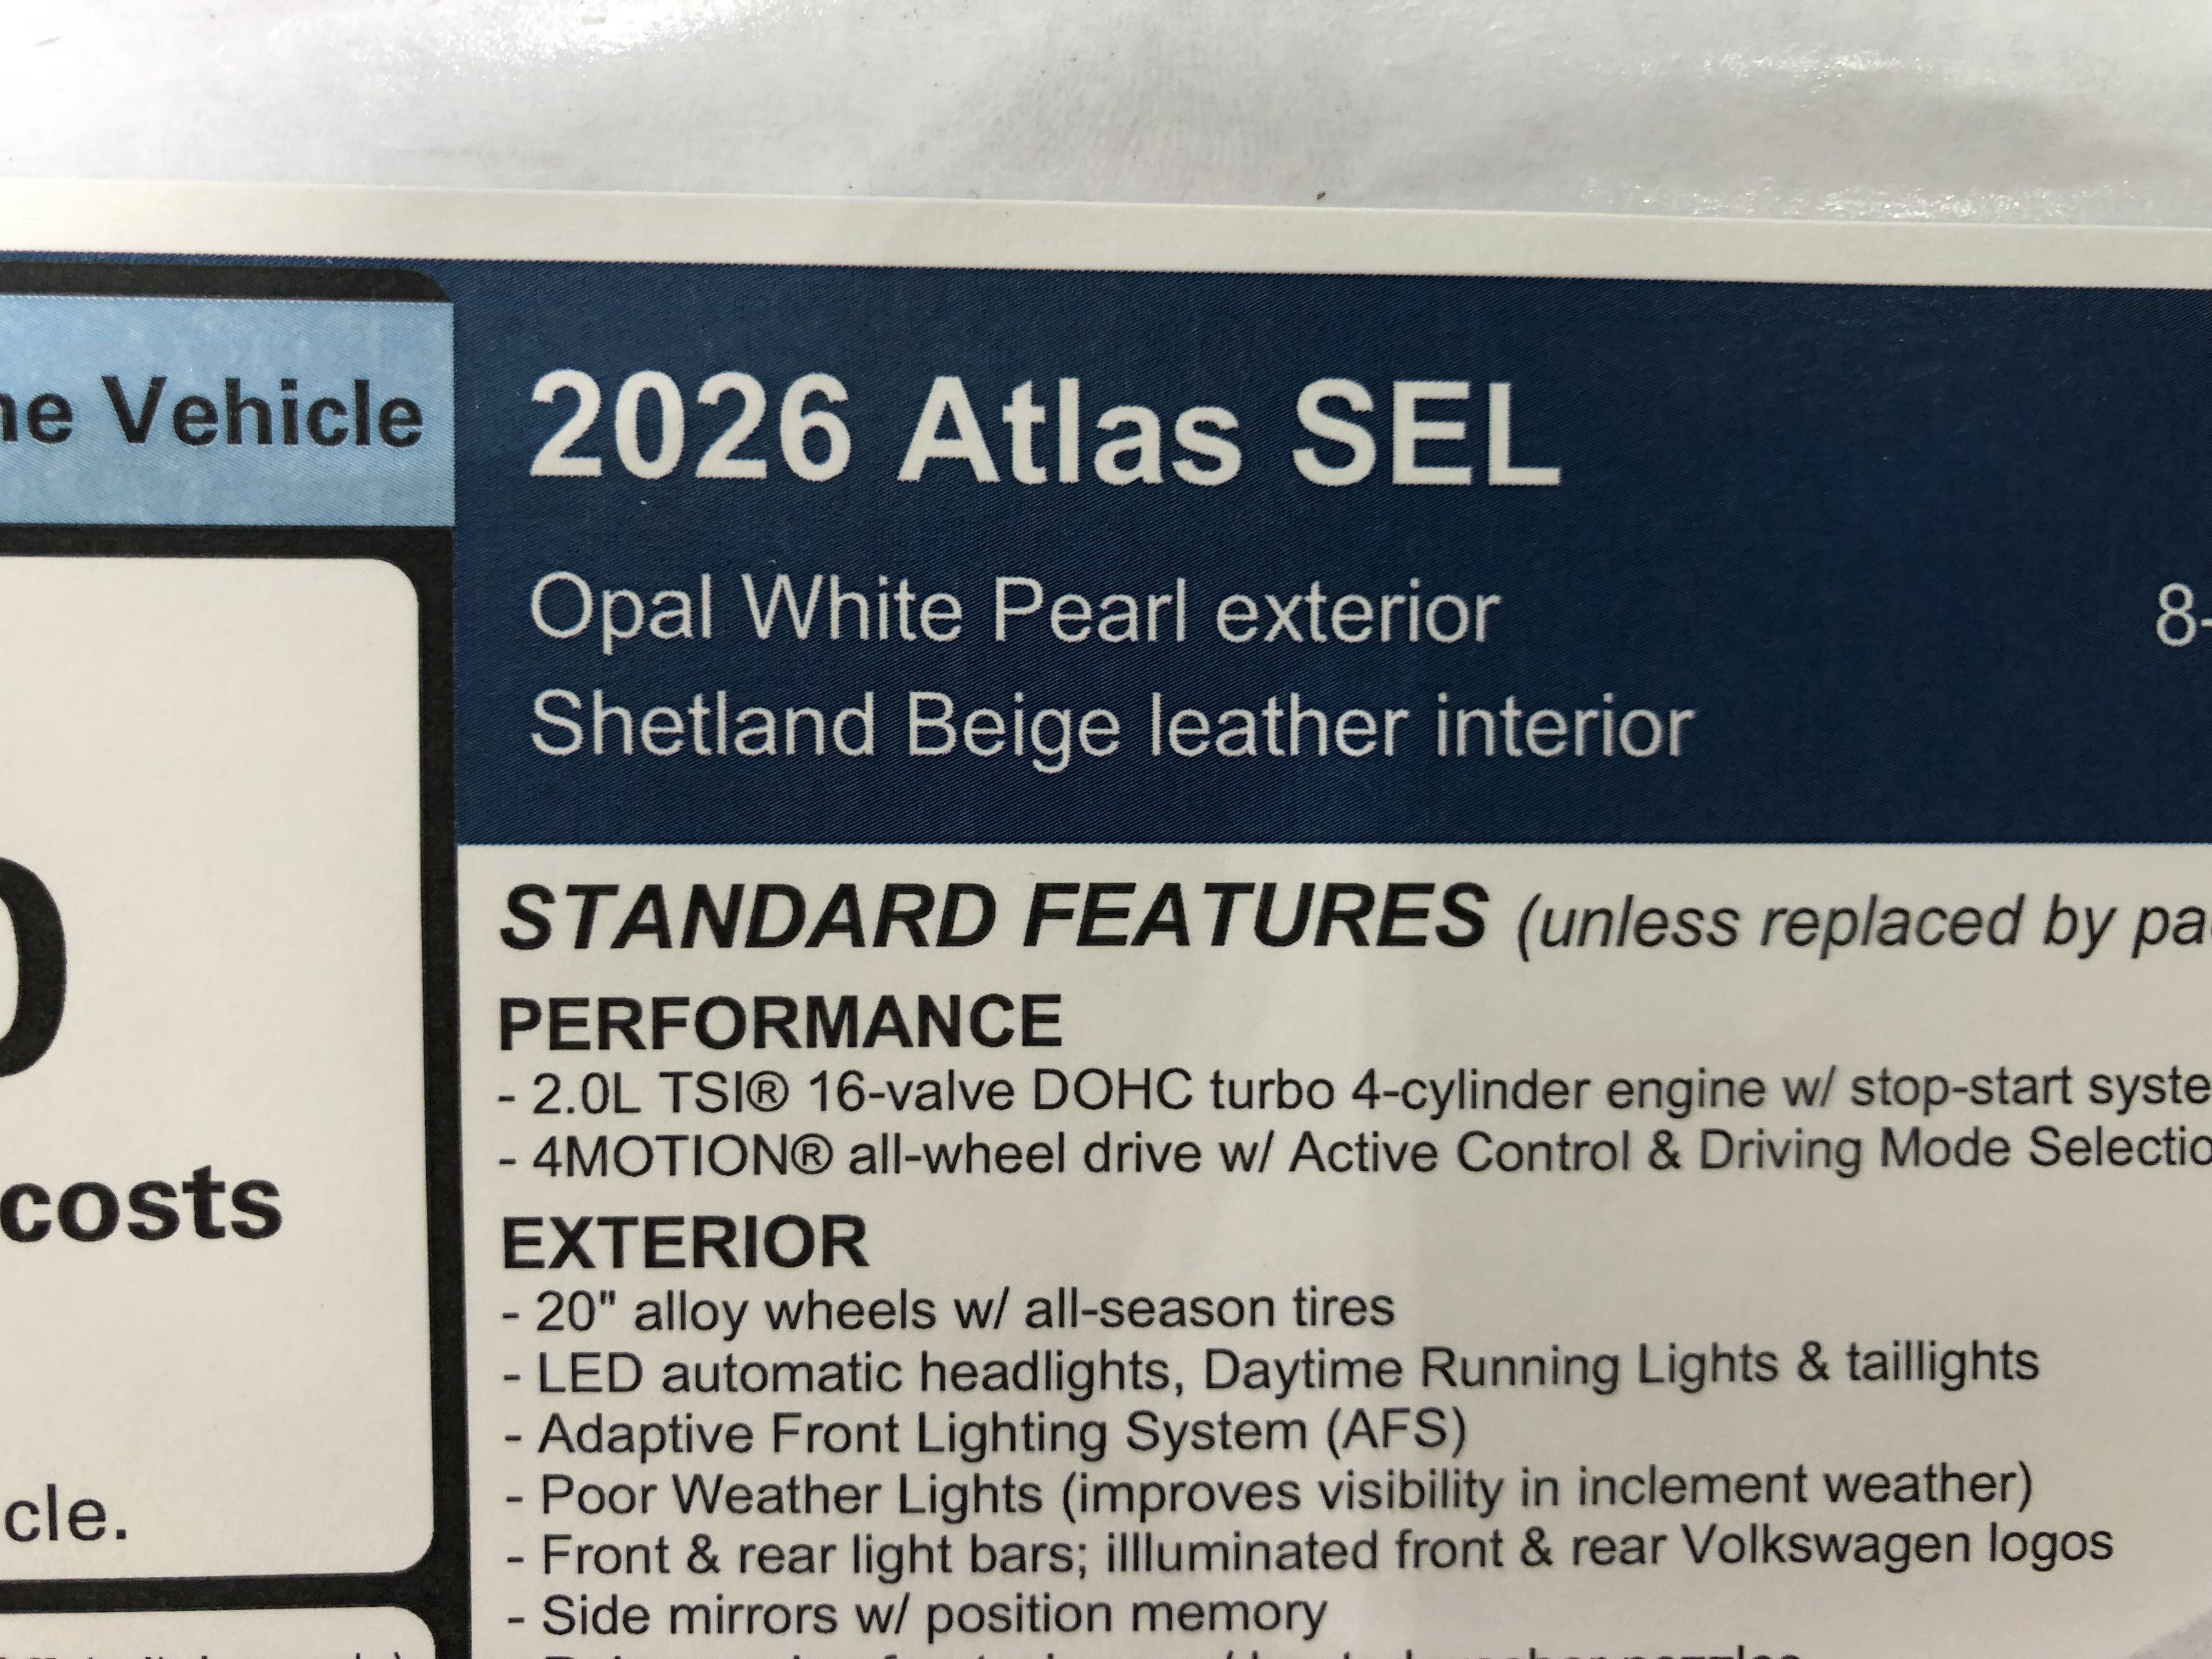 Vehicle
2026 Atlas SEL
Opal White Pearl exterior
8-
Shetland Beige leather interior
STANDARD FEATURES (unless replaced by
PERFORMANCE
- 2.0L TSI® 16-valve DOHC turbo 4-cylinder engine w/ stop-start
- 4MOTION® all-wheel drive w/ Active Control & Driving Mode
costs
EXTERIOR
- 20" alloy wheels w/ all-season tires
- LED automatic headlights, Daytime Running Lights & taillights
- Adaptive Front Lighting System (AFS)
- Poor Weather Lights (improves visibility in inclement weather)
cle.
- Front & rear light bars; illluminated front & rear Volkswagen logos
- Side mirrors w/ position memory